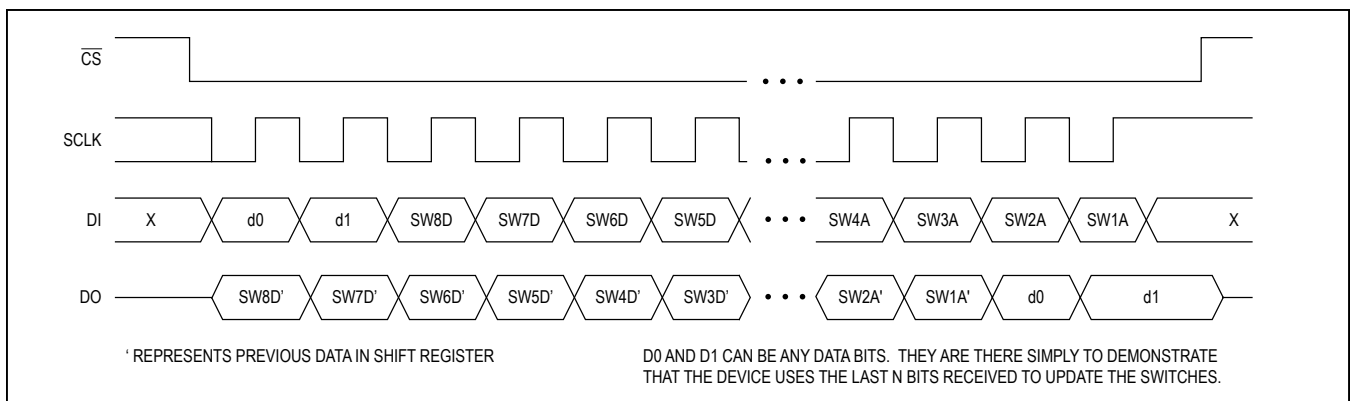 CS
SCLK
DI X d0 d1 SW8D SW7D SW6D SW5D • • • SW4A SW3A SW2A SW1A X
DO SW8D’ SW7D’ SW6D’ SW5D’ SW4D’ SW3D’ • • • SW2A' SW1A' d0 d1
‘ REPRESENTS PREVIOUS DATA IN SHIFT REGISTER
D0 AND D1 CAN BE ANY DATA BITS. THEY ARE THERE SIMPLY TO DEMONSTRATE
THAT THE DEVICE USES THE LAST N BITS RECEIVED TO UPDATE THE SWITCHES.